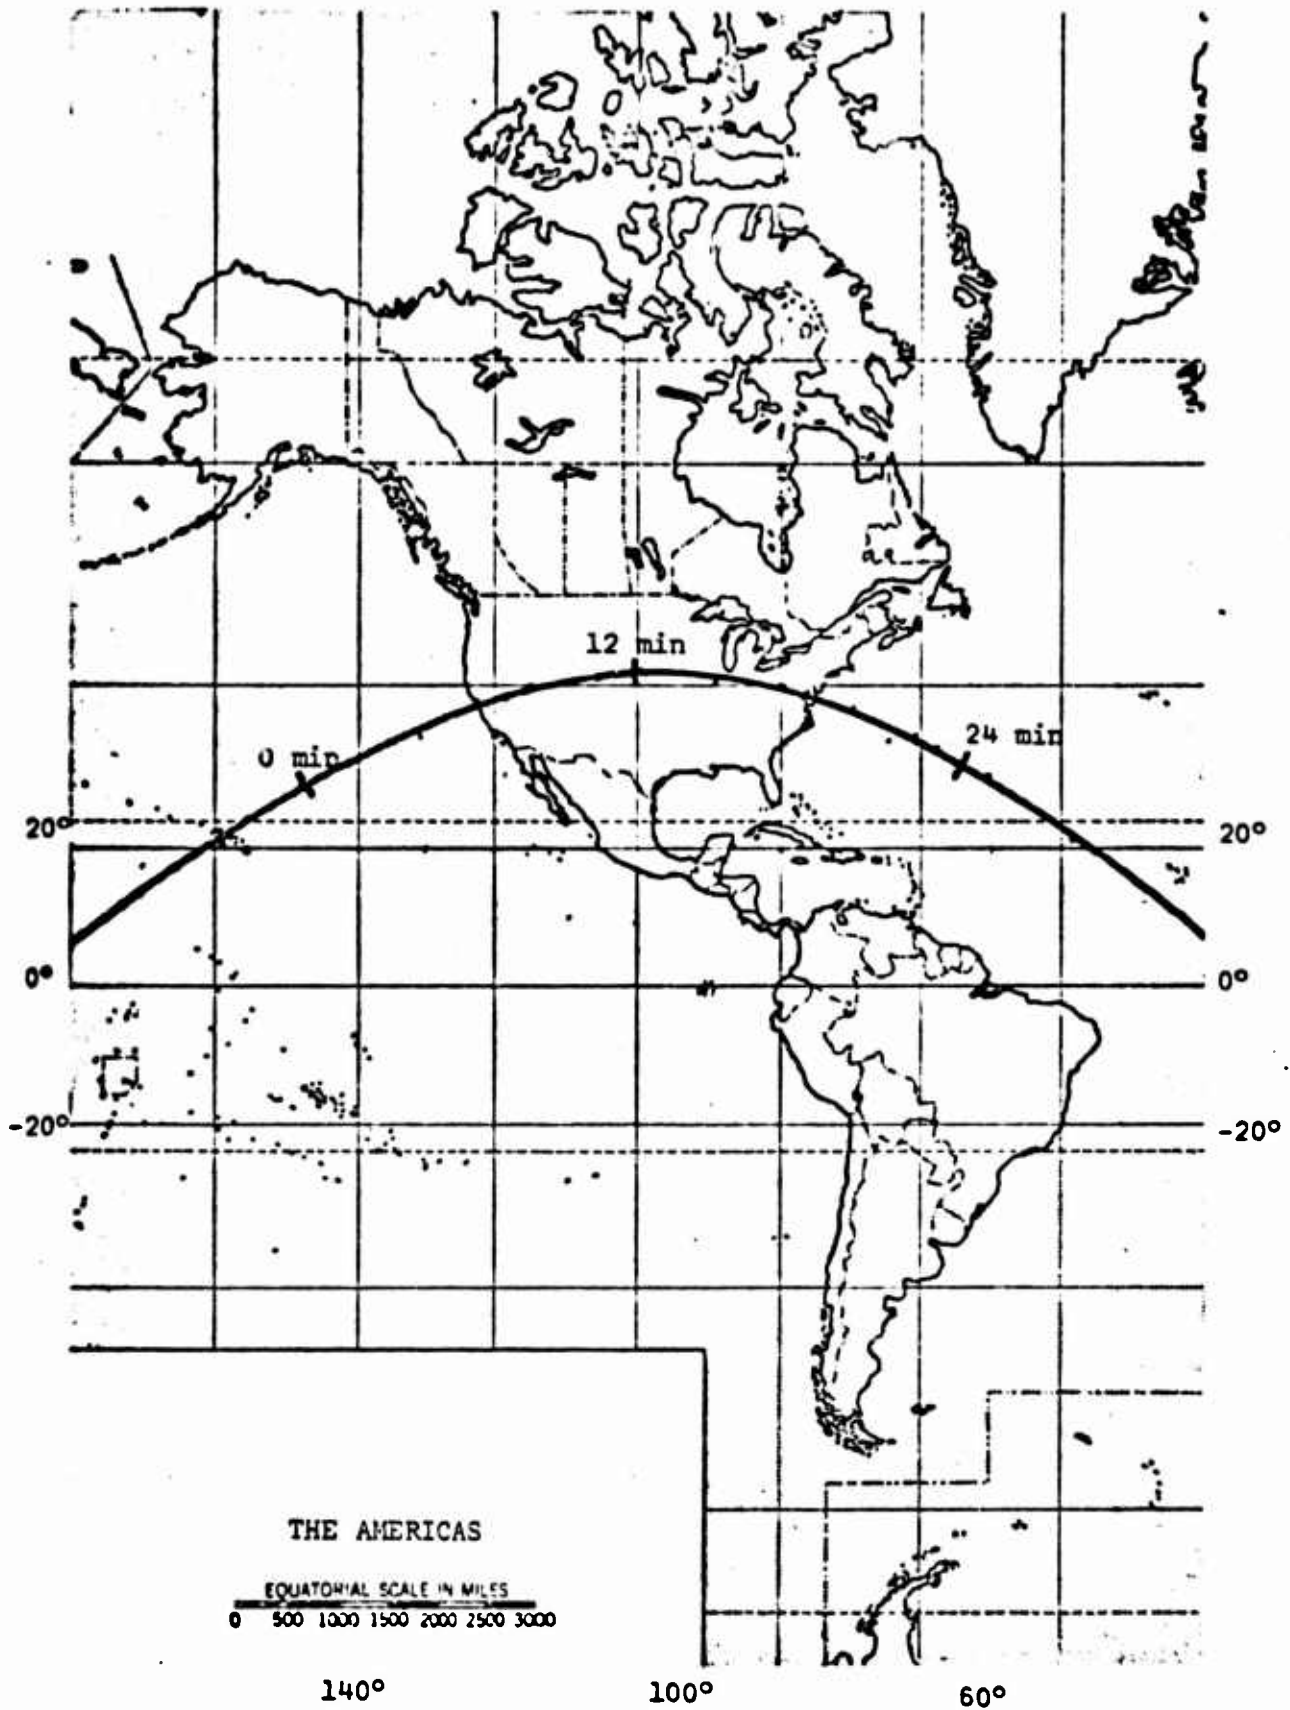 12 min
0 min
24 min
20° 20°
0° 0°
-20° -20°
THE AMERICAS
EQUATORIAL SCALE IN MILES
0 500 1000 1500 2000 2500 3000
140° 100° 60°